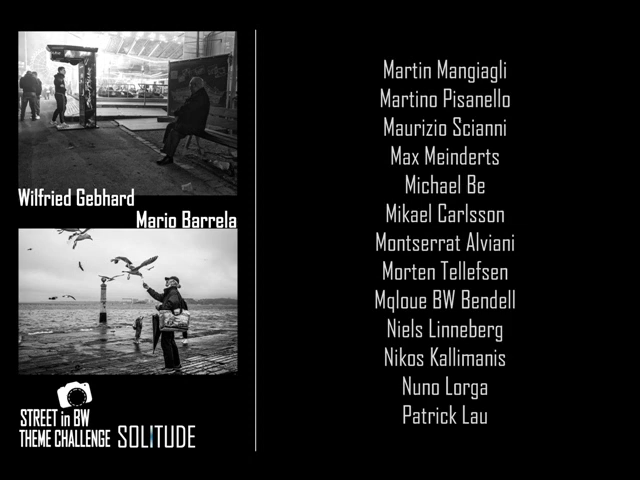 Wilfried Gebhard
Mario Barrela
STREET in BW
THEME CHALLENGE SOLITUDE
Martin Mangiagli
Martino Pisanello
Maurizio Scianni
Max Meinderts
Michael Be
Mikael Carlsson
Montserrat Alviani
Morten Tellefsen
Mqloue BW Bendell
Niels Linneberg
Nikos Kallimanis
Nuno Lorga
Patrick Lau